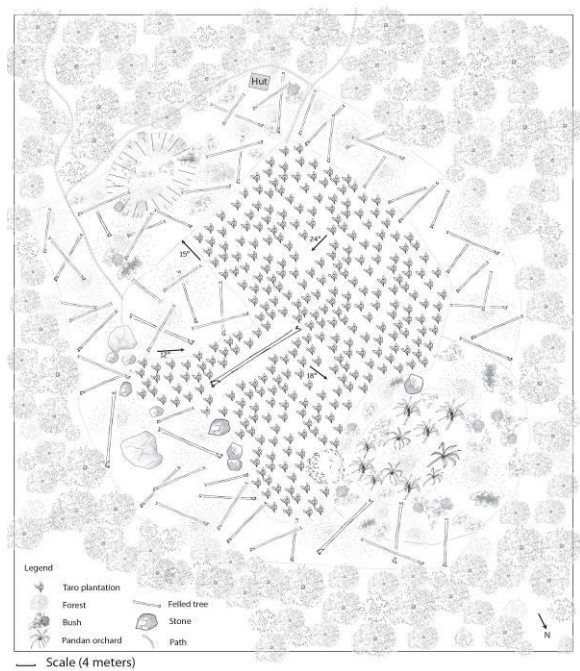 Hut
24°
15°
12°
18°
Legend
Taro plantation
Forest
Felled tree
Bush
Stone
Pandan orchard
Path
N
Scale (4 meters)